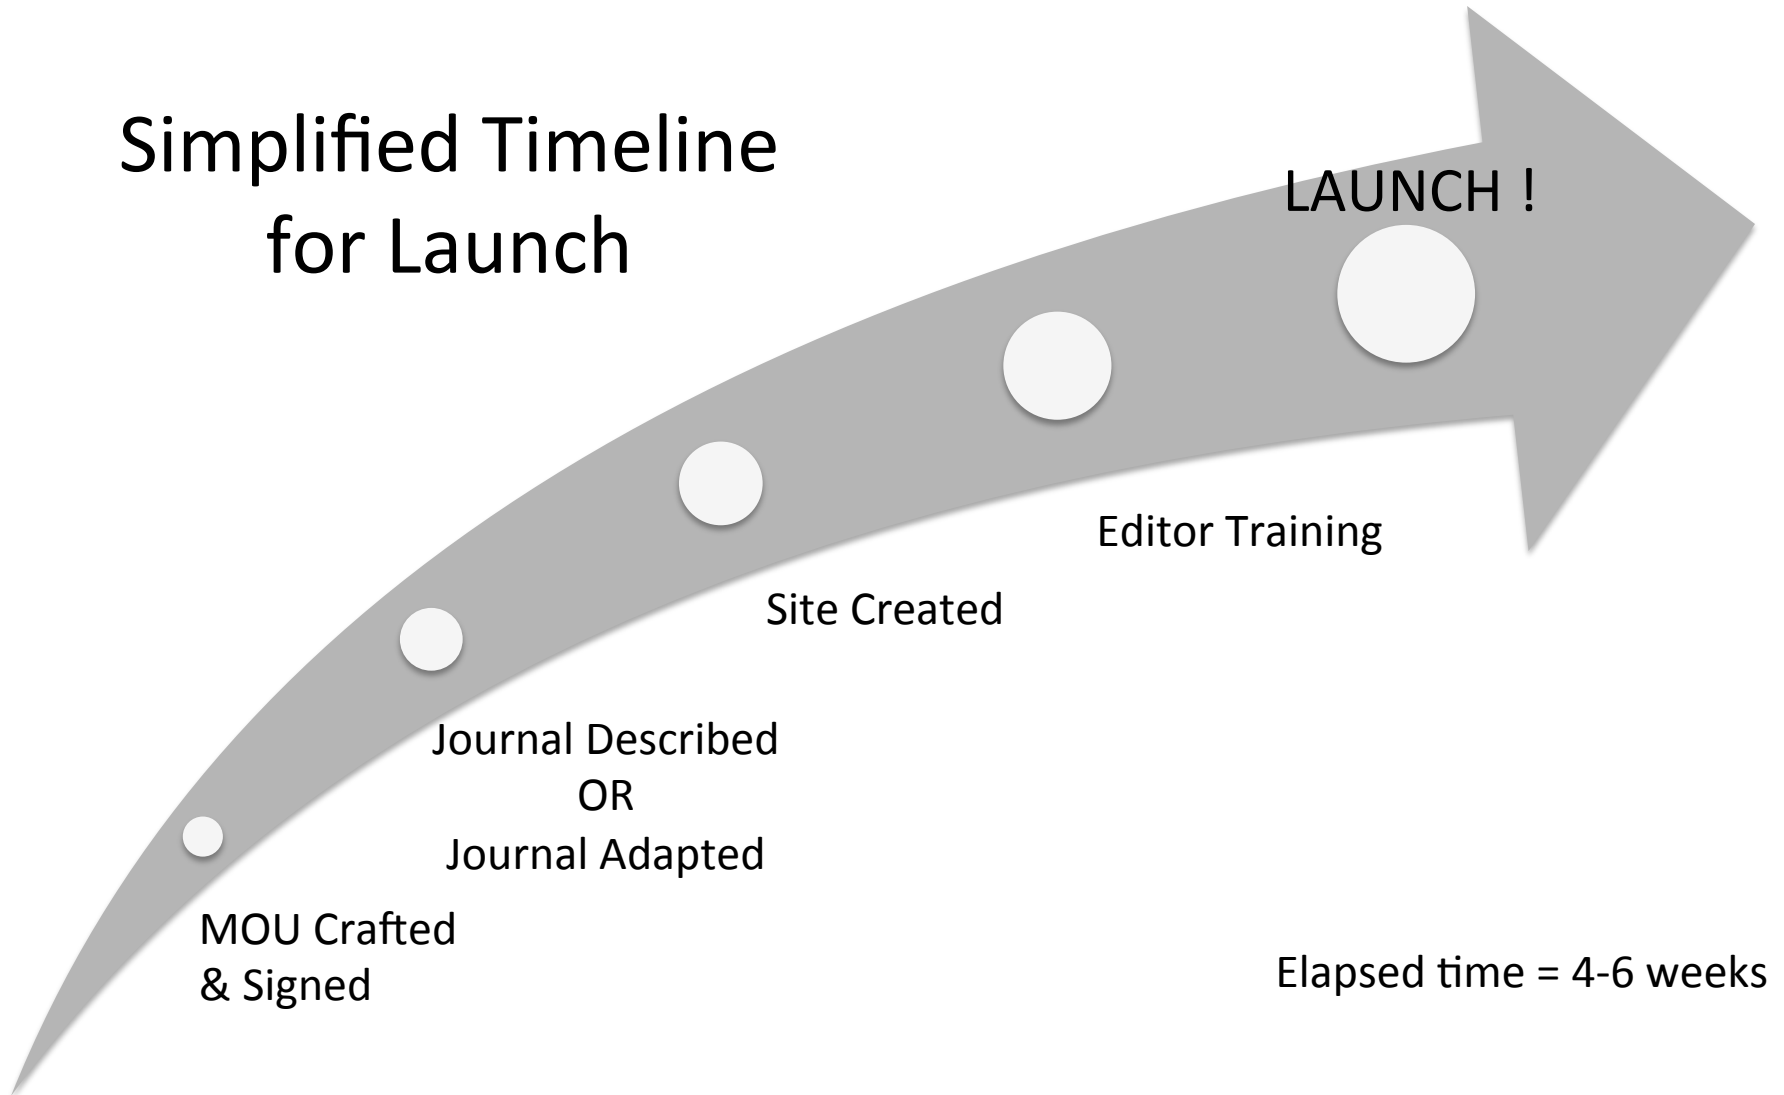 Simplified Timeline
for Launch
LAUNCH !
Editor Training
Site Created
Journal Described
OR
Journal Adapted
MOU Crafted
& Signed
Elapsed time = 4-6 weeks